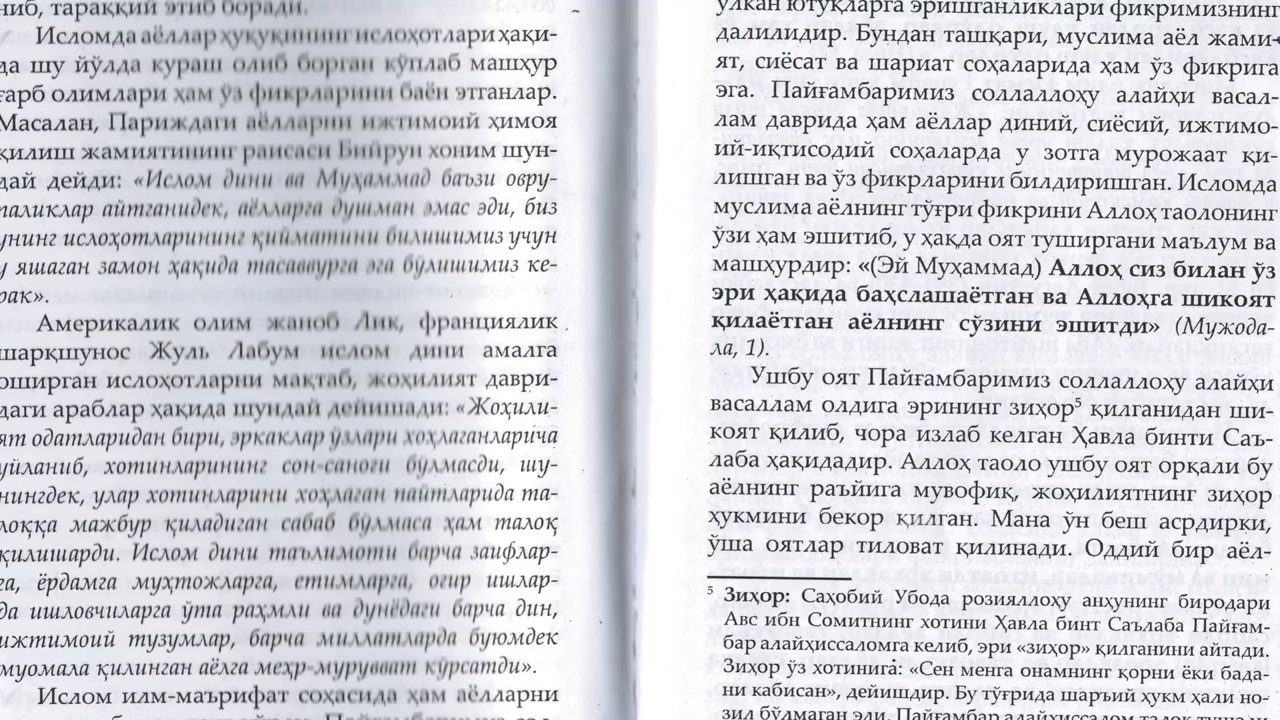 ниб, тараққий этиб боради.
Исломда аёллар ҳуқуқининг ислоҳотлари ҳақи-
да шу йўлда кураш олиб борган кўплаб машҳур
ғарб олимлари ҳам ўз фикрларини баён этганлар.
Масалан, Париждаги аёлларни ижтимоий ҳимоя
қилиш жамиятининг раисаси Бийрун хоним шун-
дай дейди: «Ислом дини ва Муҳаммад баъзи овру-
паликлар айтганидек, аёлларга душман эмас эди, биз
унинг ислоҳотларининг қийматини билишимиз учун
у яшаган замон ҳақида тасаввурга эга бўлишимиз ке-
рак».
Америкалик олим жаноб Лик, франциялик
шарқшунос Жуль Лабум ислом дини амалга
оширган ислоҳотларни мақтаб, жоҳилият даври-
даги араблар ҳақида шундай дейишади: «Жоҳили-
ят одатларидан бири, эркаклар ўзлари хоҳлаганларича
уйланиб, хотинларининг сон-саноғи бўлмасди, шу-
нингдек, улар хотинларини хоҳлаган пайтларида та-
лоққа мажбур қиладиган сабаб бўлмаса ҳам талоқ
қилишарди. Ислом дини таълимоти барча заифлар-
га, ёрдамга муҳтожларга, етимларга, оғир ишлар-
да ишловчиларга ўта раҳмли ва дунёдаги барча дин,
ижтимоий тузумлар, барча миллатларда буюмдек
муомала қилинган аёлга меҳр-мурувват кўрсатди».
Ислом илм-маърифат соҳасида ҳам аёлларни
улкан ютуқларга эришганликлари фикримизнинг
далилидир. Бундан ташқари, муслима аёл жами-
ят, сиёсат ва шариат соҳаларида ҳам ўз фикрига
эга. Пайғамбаримиз соллаллоҳу алайҳи васал-
лам даврида ҳам аёллар диний, сиёсий, ижтимо-
ий-иқтисодий соҳаларда у зотга мурожаат қи-
лишган ва ўз фикрларини билдиришган. Исломда
муслима аёлнинг тўғри фикрини Аллоҳ таолонинг
ўзи ҳам эшитиб, у ҳақда оят туширгани маълум ва
машҳурдир: «(Эй Муҳаммад) Аллоҳ сиз билан ўз
эри ҳақида баҳслашаётган ва Аллоҳга шикоят
қилаётган аёлнинг сўзини эшитди» (Мужода-
ла, 1).
Ушбу оят Пайғамбаримиз соллаллоҳу алайҳи
васаллам олдига эрининг зиҳор⁵ қилганидан ши-
коят қилиб, чора излаб келган Ҳавла бинти Саъ-
лаба ҳақидадир. Аллоҳ таоло ушбу оят орқали бу
аёлнинг раъйига мувофиқ, жоҳилиятнинг зиҳор
ҳукмини бекор қилган. Мана ўн беш асрдирки,
ўша оятлар тиловат қилинади. Оддий бир аёл-
⁵ Зиҳор: Саҳобий Убода розияллоҳу анҳунинг биродари
Авс ибн Сомитнинг хотини Ҳавла бинт Саълаба Пайғам-
бар алайҳиссаломга келиб, эри «зиҳор» қилганини айтади.
Зиҳор ўз хотинига: «Сен менга онамнинг қорни ёки бада-
ни кабисан», дейишдир. Бу тўғрида шаръий ҳукм ҳали но-
зил бўлмаган эди. Пайғамбар алайҳиссалом талоқ